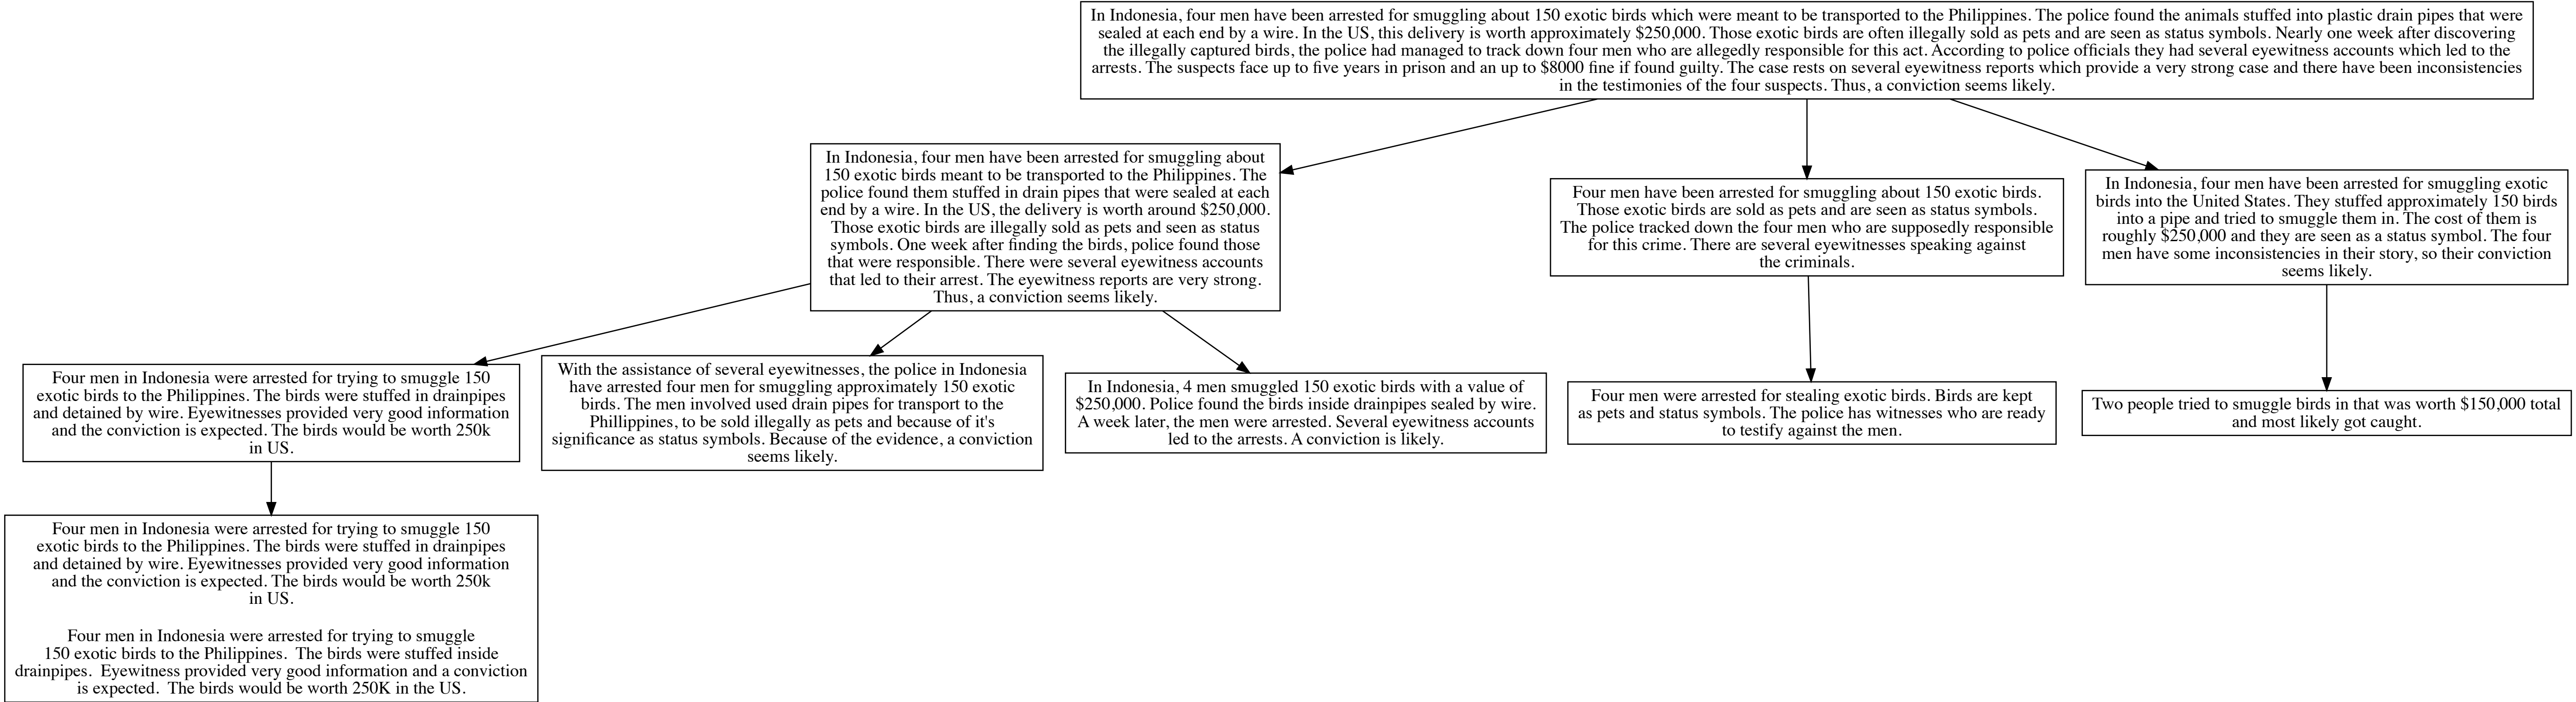 In Indonesia, four men have been arrested for smuggling about 150 exotic birds which were meant to be transported to the Philippines. The police found the animals stuffed into plastic drain pipes that were
sealed at each end by a wire. In the US, this delivery is worth approximately $250,000. Those exotic birds are often illegally sold as pets and are seen as status symbols. Nearly one week after discovering
the illegally captured birds, the police had managed to track down four men who are allegedly responsible for this act. According to police officials they had several eyewitness accounts which led to the
arrests. The suspects face up to five years in prison and an up to $8000 fine if found guilty. The case rests on several eyewitness reports which provide a very strong case and there have been inconsistencies
in the testimonies of the four suspects. Thus, a conviction seems likely.
In Indonesia, four men have been arrested for smuggling about
150 exotic birds meant to be transported to the Philippines. The
police found them stuffed in drain pipes that were sealed at each
end by a wire. In the US, the delivery is worth around $250,000.
Those exotic birds are illegally sold as pets and seen as status
symbols. One week after finding the birds, police found those
that were responsible. There were several eyewitness accounts
that led to their arrest. The eyewitness reports are very strong.
Thus, a conviction seems likely.
Four men have been arrested for smuggling about 150 exotic birds.
Those exotic birds are sold as pets and are seen as status symbols.
The police tracked down the four men who are supposedly responsible
for this crime. There are several eyewitnesses speaking against
the criminals.
In Indonesia, four men have been arrested for smuggling exotic
birds into the United States. They stuffed approximately 150 birds
into a pipe and tried to smuggle them in. The cost of them is
roughly $250,000 and they are seen as a status symbol. The four
men have some inconsistencies in their story, so their conviction
seems likely.
Four men in Indonesia were arrested for trying to smuggle 150
exotic birds to the Philippines. The birds were stuffed in drainpipes
and detained by wire. Eyewitnesses provided very good information
and the conviction is expected. The birds would be worth 250k
in US.
With the assistance of several eyewitnesses, the police in Indonesia
have arrested four men for smuggling approximately 150 exotic
birds. The men involved used drain pipes for transport to the
Phillippines, to be sold illegally as pets and because of it's
significance as status symbols. Because of the evidence, a conviction
seems likely.
In Indonesia, 4 men smuggled 150 exotic birds with a value of
$250,000. Police found the birds inside drainpipes sealed by wire.
A week later, the men were arrested. Several eyewitness accounts
led to the arrests. A conviction is likely.
Four men were arrested for stealing exotic birds. Birds are kept
as pets and status symbols. The police has witnesses who are ready
to testify against the men.
Two people tried to smuggle birds in that was worth $150,000 total
and most likely got caught.
Four men in Indonesia were arrested for trying to smuggle 150
exotic birds to the Philippines. The birds were stuffed in drainpipes
and detained by wire. Eyewitnesses provided very good information
and the conviction is expected. The birds would be worth 250k
in US.
Four men in Indonesia were arrested for trying to smuggle
150 exotic birds to the Philippines.  The birds were stuffed inside
drainpipes.  Eyewitness provided very good information and a conviction
is expected.  The birds would be worth 250K in the US.